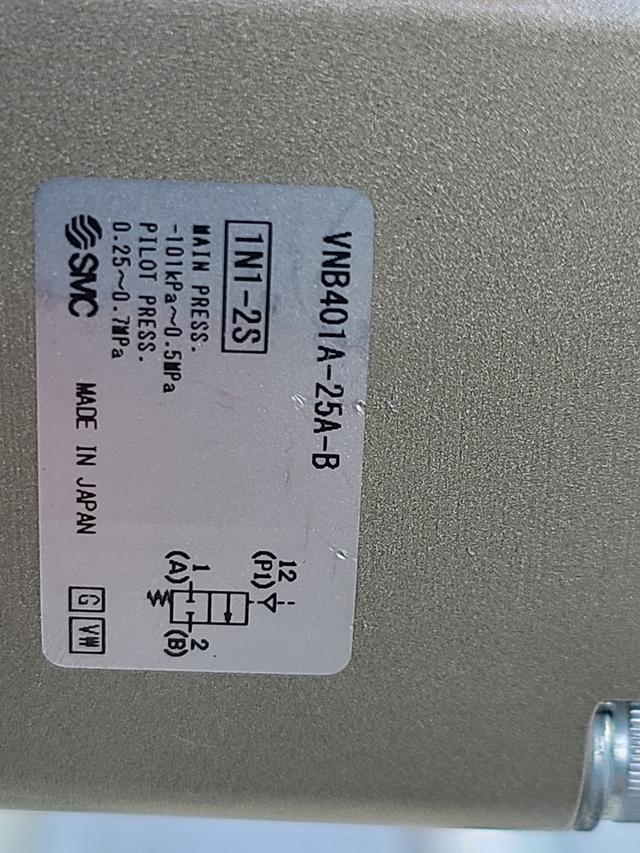 VNB401A-25A-B
1N1-2S
MAIN PRESS.
-101kPa~0.5MPa
PILOT PRESS.
0.25~0.7MPa
SMC
MADE IN JAPAN
12
(P1)
1
(A)
2
(B)
G
VW